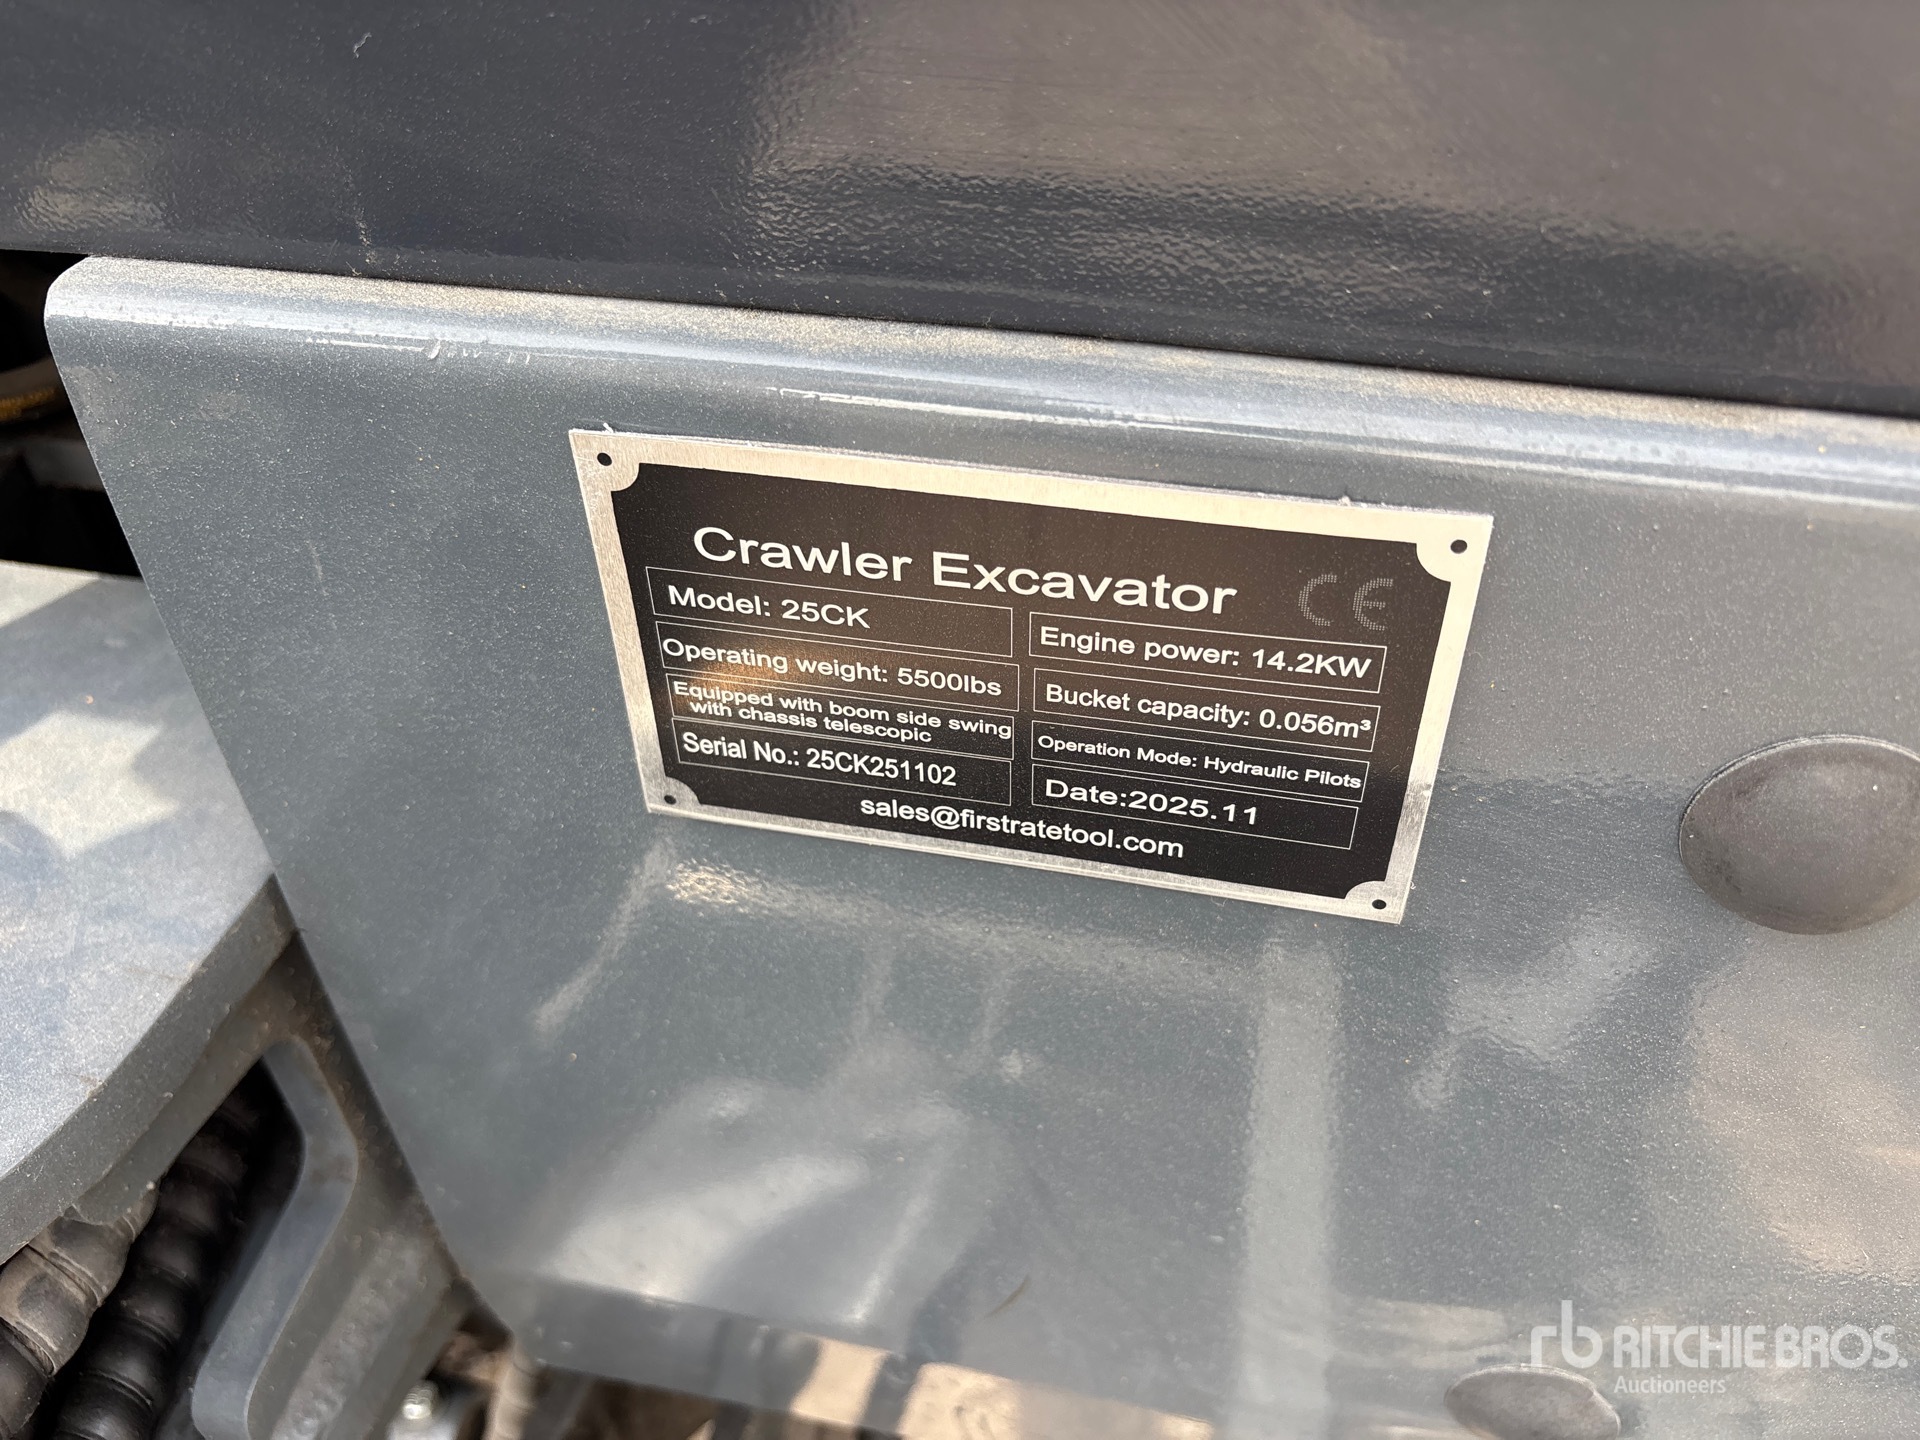 Crawler Excavator CE
Model: 25CK
Engine power: 14.2KW
Operating weight: 5500lbs
Bucket capacity: 0.056m³
Equipped with boom side swing
with chassis telescopic
Operation Mode: Hydraulic Pilots
Serial No.: 25CK251102
Date:2025.11
sales@firstratetool.com
rb RITCHIE BROS.
Auctioneers